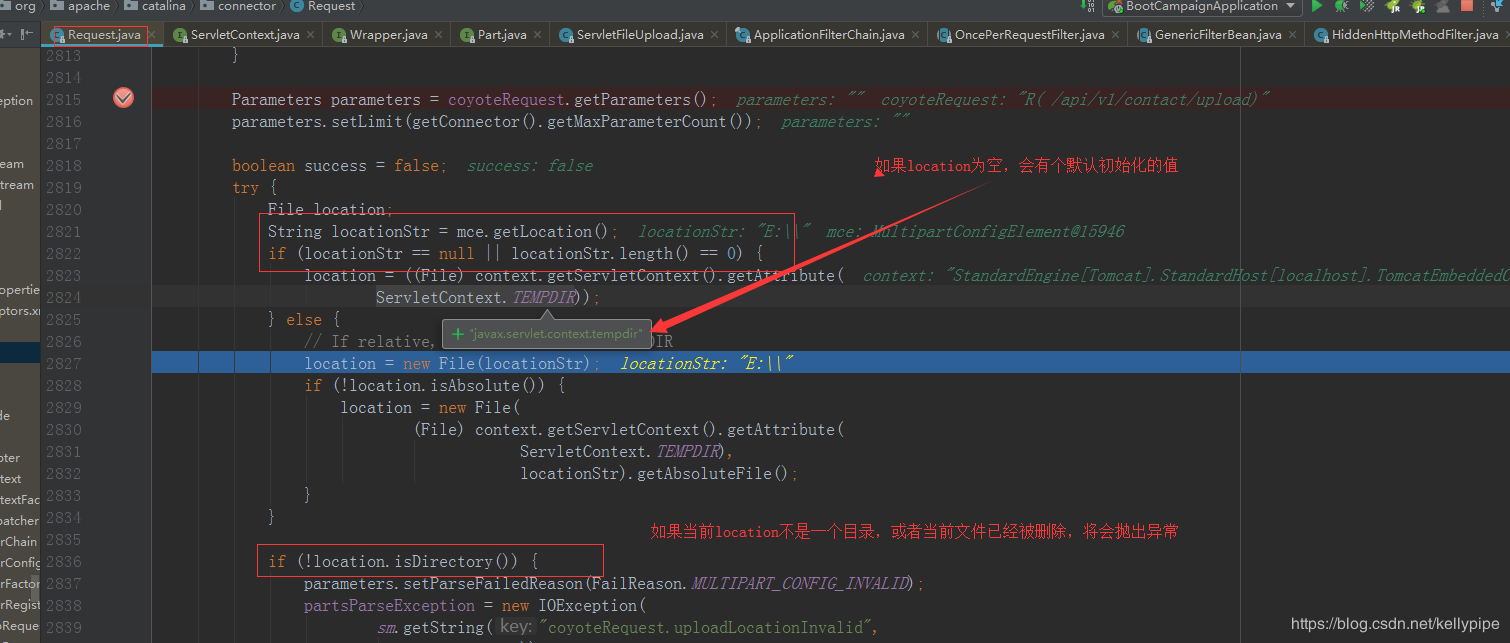 org apache catalina connector Request BootCampaignApplication
Request.java ServletContext.java Wrapper.java Part.java ServletFileUpload.java ApplicationFilterChain.java OncePerRequestFilter.java GenericFilterBean.java HiddenHttpMethodFilter.java
2813 }
2814
2815 Parameters parameters = coyoteRequest.getParameters(); parameters: "" coyoteRequest: "R( /api/v1/contact/upload)"
2816 parameters.setLimit(getConnector().getMaxParameterCount()); parameters: ""
2817
2818 boolean success = false; success: false
如果location为空，会有个默认初始化的值
2819 try {
2820 File location;
2821 String locationStr = mce.getLocation(); locationStr: "E:\\" mce: MultipartConfigElement@15946
2822 if (locationStr == null || locationStr.length() == 0) {
2823 location = ((File) context.getServletContext().getAttribute( context: "StandardEngine[Tomcat].StandardHost[localhost].TomcatEmbeddedC
2824 ServletContext.TEMPDIR));
2825 } else {
"javax.servlet.context.tempdir"
2826 // If relative, DIR
2827 location = new File(locationStr); locationStr: "E:\\"
2828 if (!location.isAbsolute()) {
2829 location = new File(
2830 (File) context.getServletContext().getAttribute(
2831 ServletContext.TEMPDIR),
2832 locationStr).getAbsoluteFile();
2833 }
2834 }
如果当前location不是一个目录，或者当前文件已经被删除，将会抛出异常
2835
2836 if (!location.isDirectory()) {
2837 parameters.setParseFailedReason(FailReason.MULTIPART_CONFIG_INVALID);
2838 partsParseException = new IOException(
2839 sm.getString( key: "coyoteRequest.uploadLocationInvalid",
eption
eam
tream
opertie
ptors.xr
de
pter
text
textFac
patcher
rChain
rConfig
rFactor
rRegist
oReque
https://blog.csdn.net/kellypipe